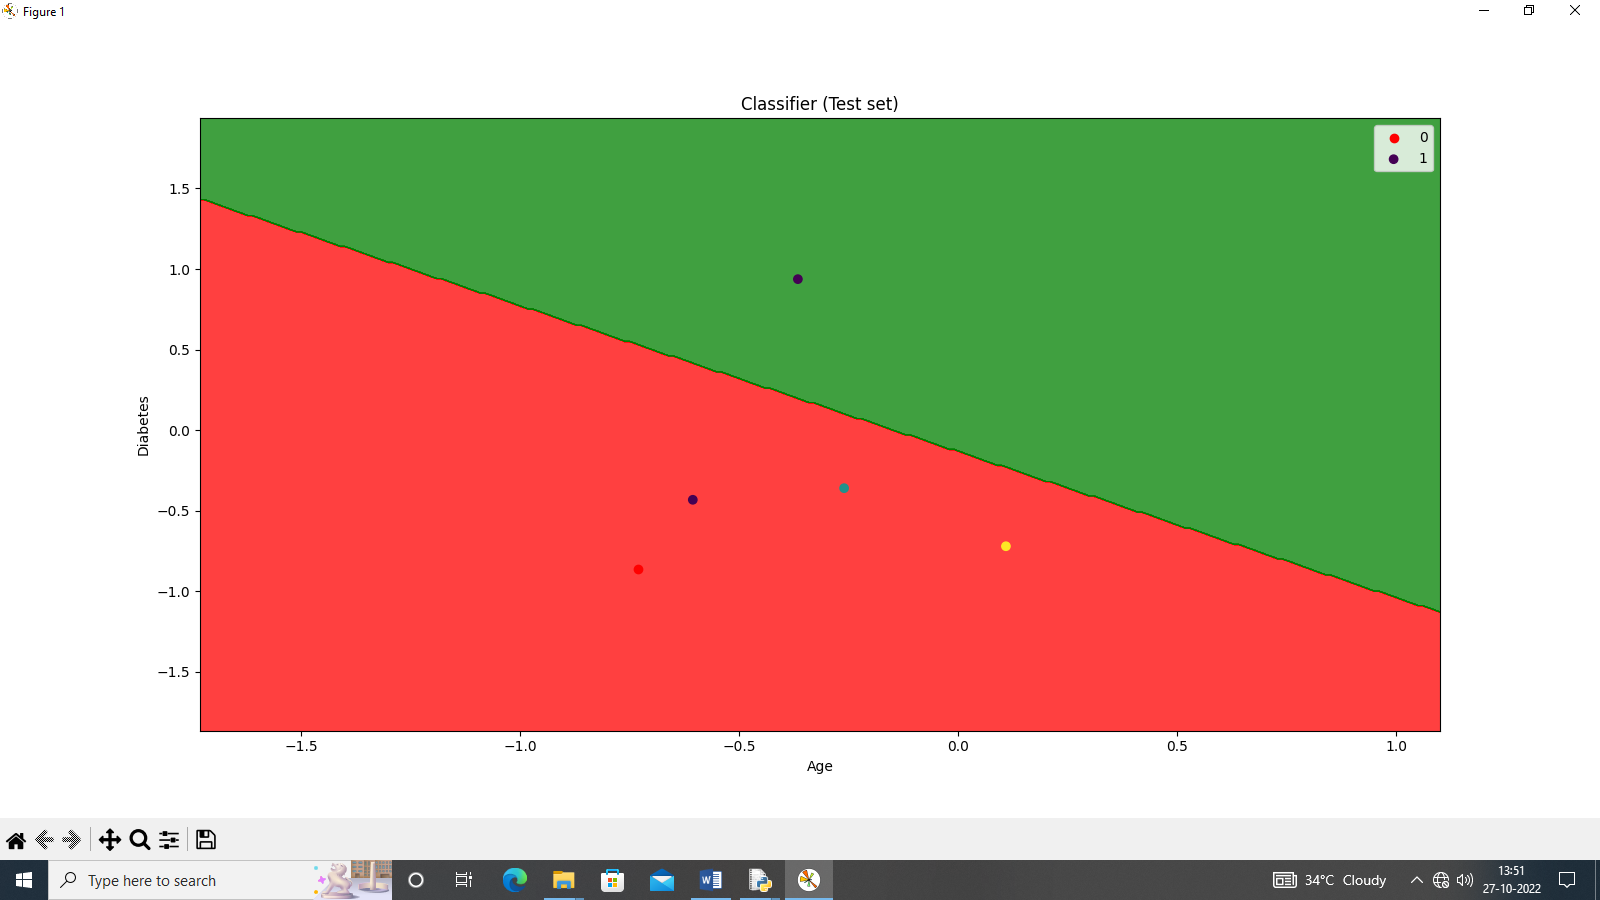 Figure 1
Classifier (Test set)
0
1
1.5
1.0
0.5
0.0
−0.5
−1.0
−1.5
Diabetes
−1.5
−1.0
−0.5
0.0
0.5
1.0
Age
Type here to search
34°C Cloudy
13:51
27-10-2022